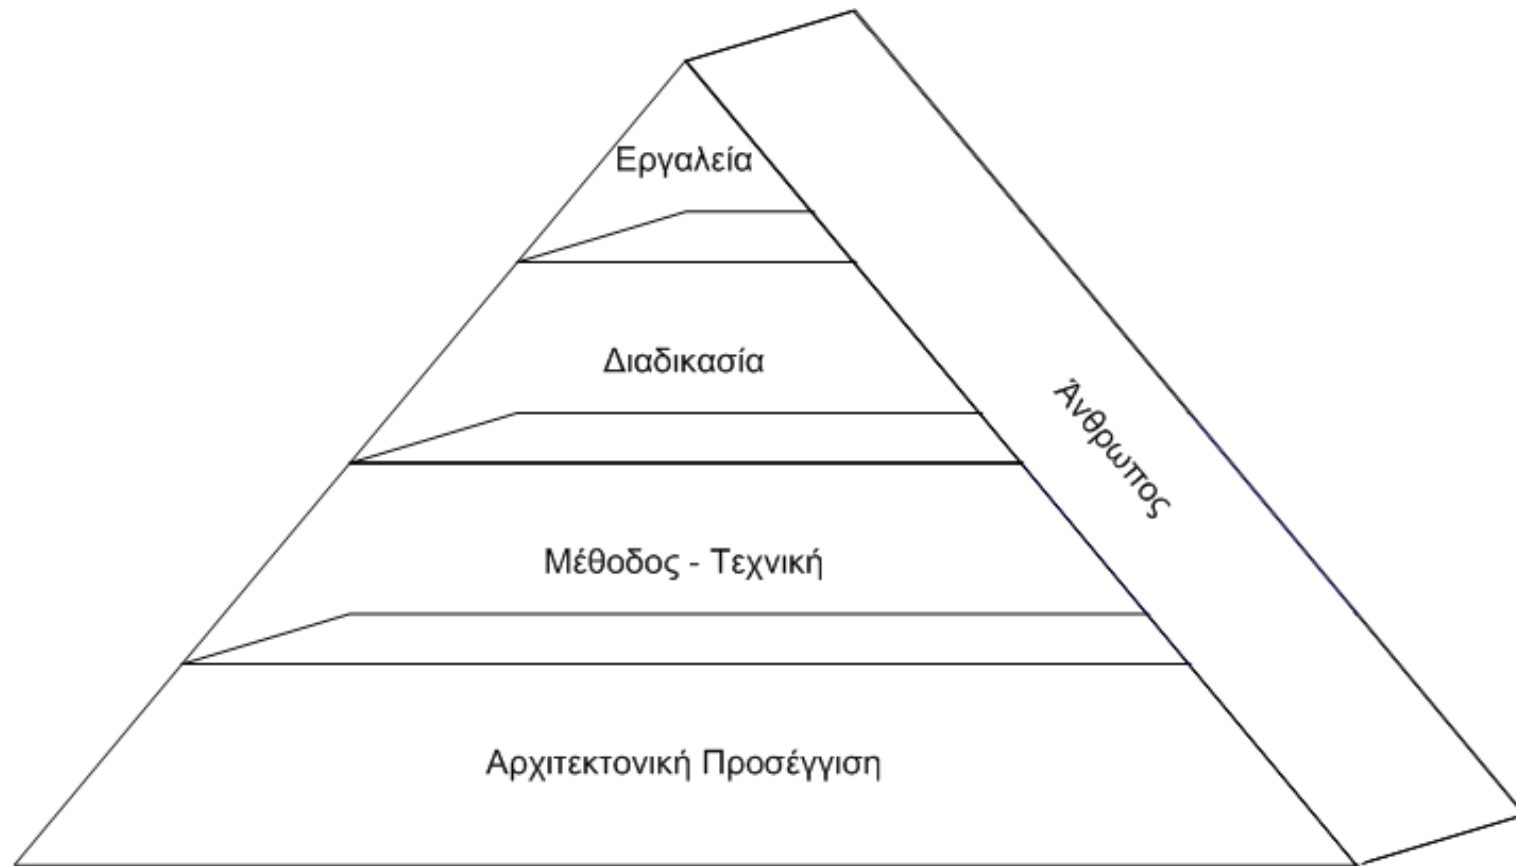 Εργαλεία
Διαδικασία
Άνθρωπος
Μέθοδος - Τεχνική
Αρχιτεκτονική Προσέγγιση